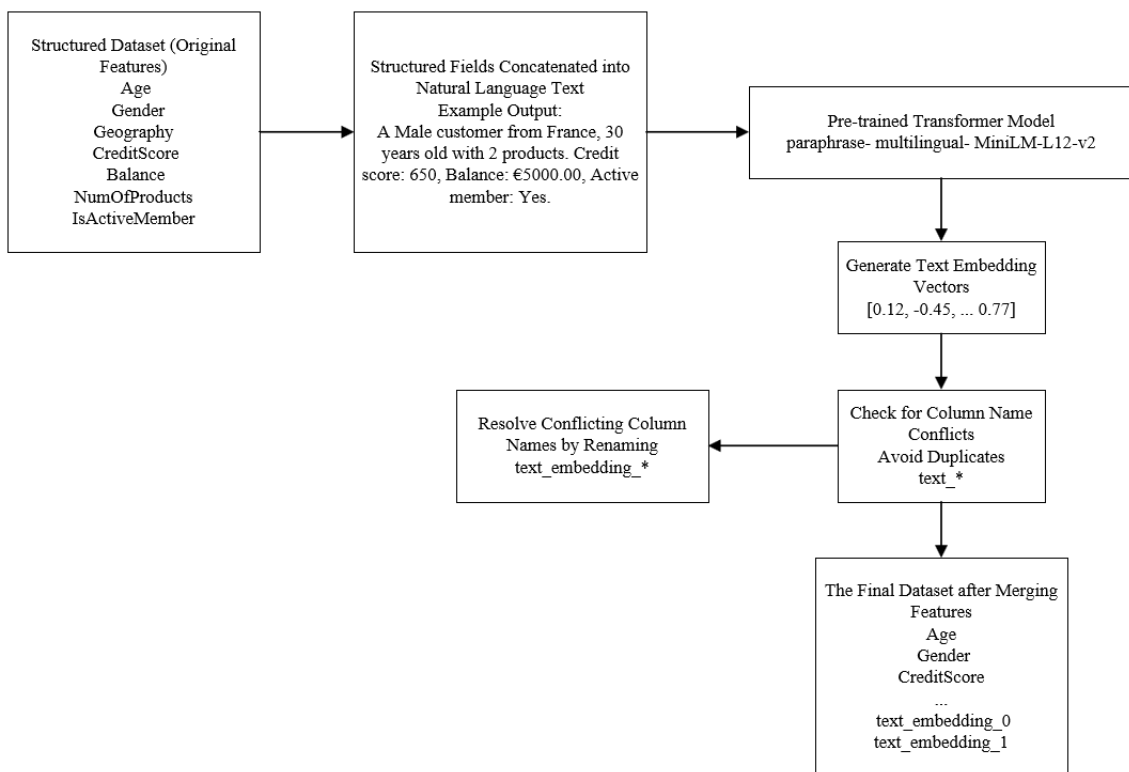 Structured Dataset (Original
Features)
Age
Gender
Geography
CreditScore
Balance
NumOfProducts
IsActiveMember
Structured Fields Concatenated into
Natural Language Text
Example Output:
A Male customer from France, 30
years old with 2 products. Credit
score: 650, Balance: €5000.00, Active
member: Yes.
Pre-trained Transformer Model
paraphrase- multilingual- MiniLM-L12-v2
Generate Text Embedding
Vectors
[0.12, -0.45, ... 0.77]
Resolve Conflicting Column
Names by Renaming
text_embedding_*
Check for Column Name
Conflicts
Avoid Duplicates
text_*
The Final Dataset after Merging
Features
Age
Gender
CreditScore
...
text_embedding_0
text_embedding_1